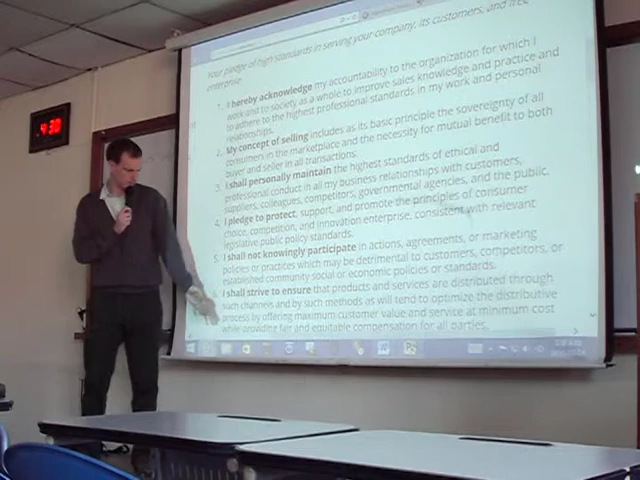 4:30
Your pledge of high standards in serving your company, its customers, and free
enterprise.
1. I hereby acknowledge my accountability to the organization for which I
work and to society as a whole to improve sales knowledge and practice and
to adhere to the highest professional standards in my work and personal
relationships.
2. My concept of selling includes as its basic principle the sovereignty of all
consumers in the marketplace and the necessity for mutual benefit to both
buyer and seller in all transactions.
3. I shall personally maintain the highest standards of ethical and
professional conduct in all my business relationships with customers,
suppliers, colleagues, competitors, governmental agencies, and the public.
4. I pledge to protect, support, and promote the principles of consumer
choice, competition, and innovation enterprise, consistent with relevant
legislative public policy standards.
5. I shall not knowingly participate in actions, agreements, or marketing
policies or practices which may be detrimental to customers, competitors, or
established community social or economic policies or standards.
I shall strive to ensure that products and services are distributed through
such channels and by such methods as will tend to optimize the distributive
process by offering maximum customer value and service at minimum cost
while providing fair and equitable compensation for all parties.